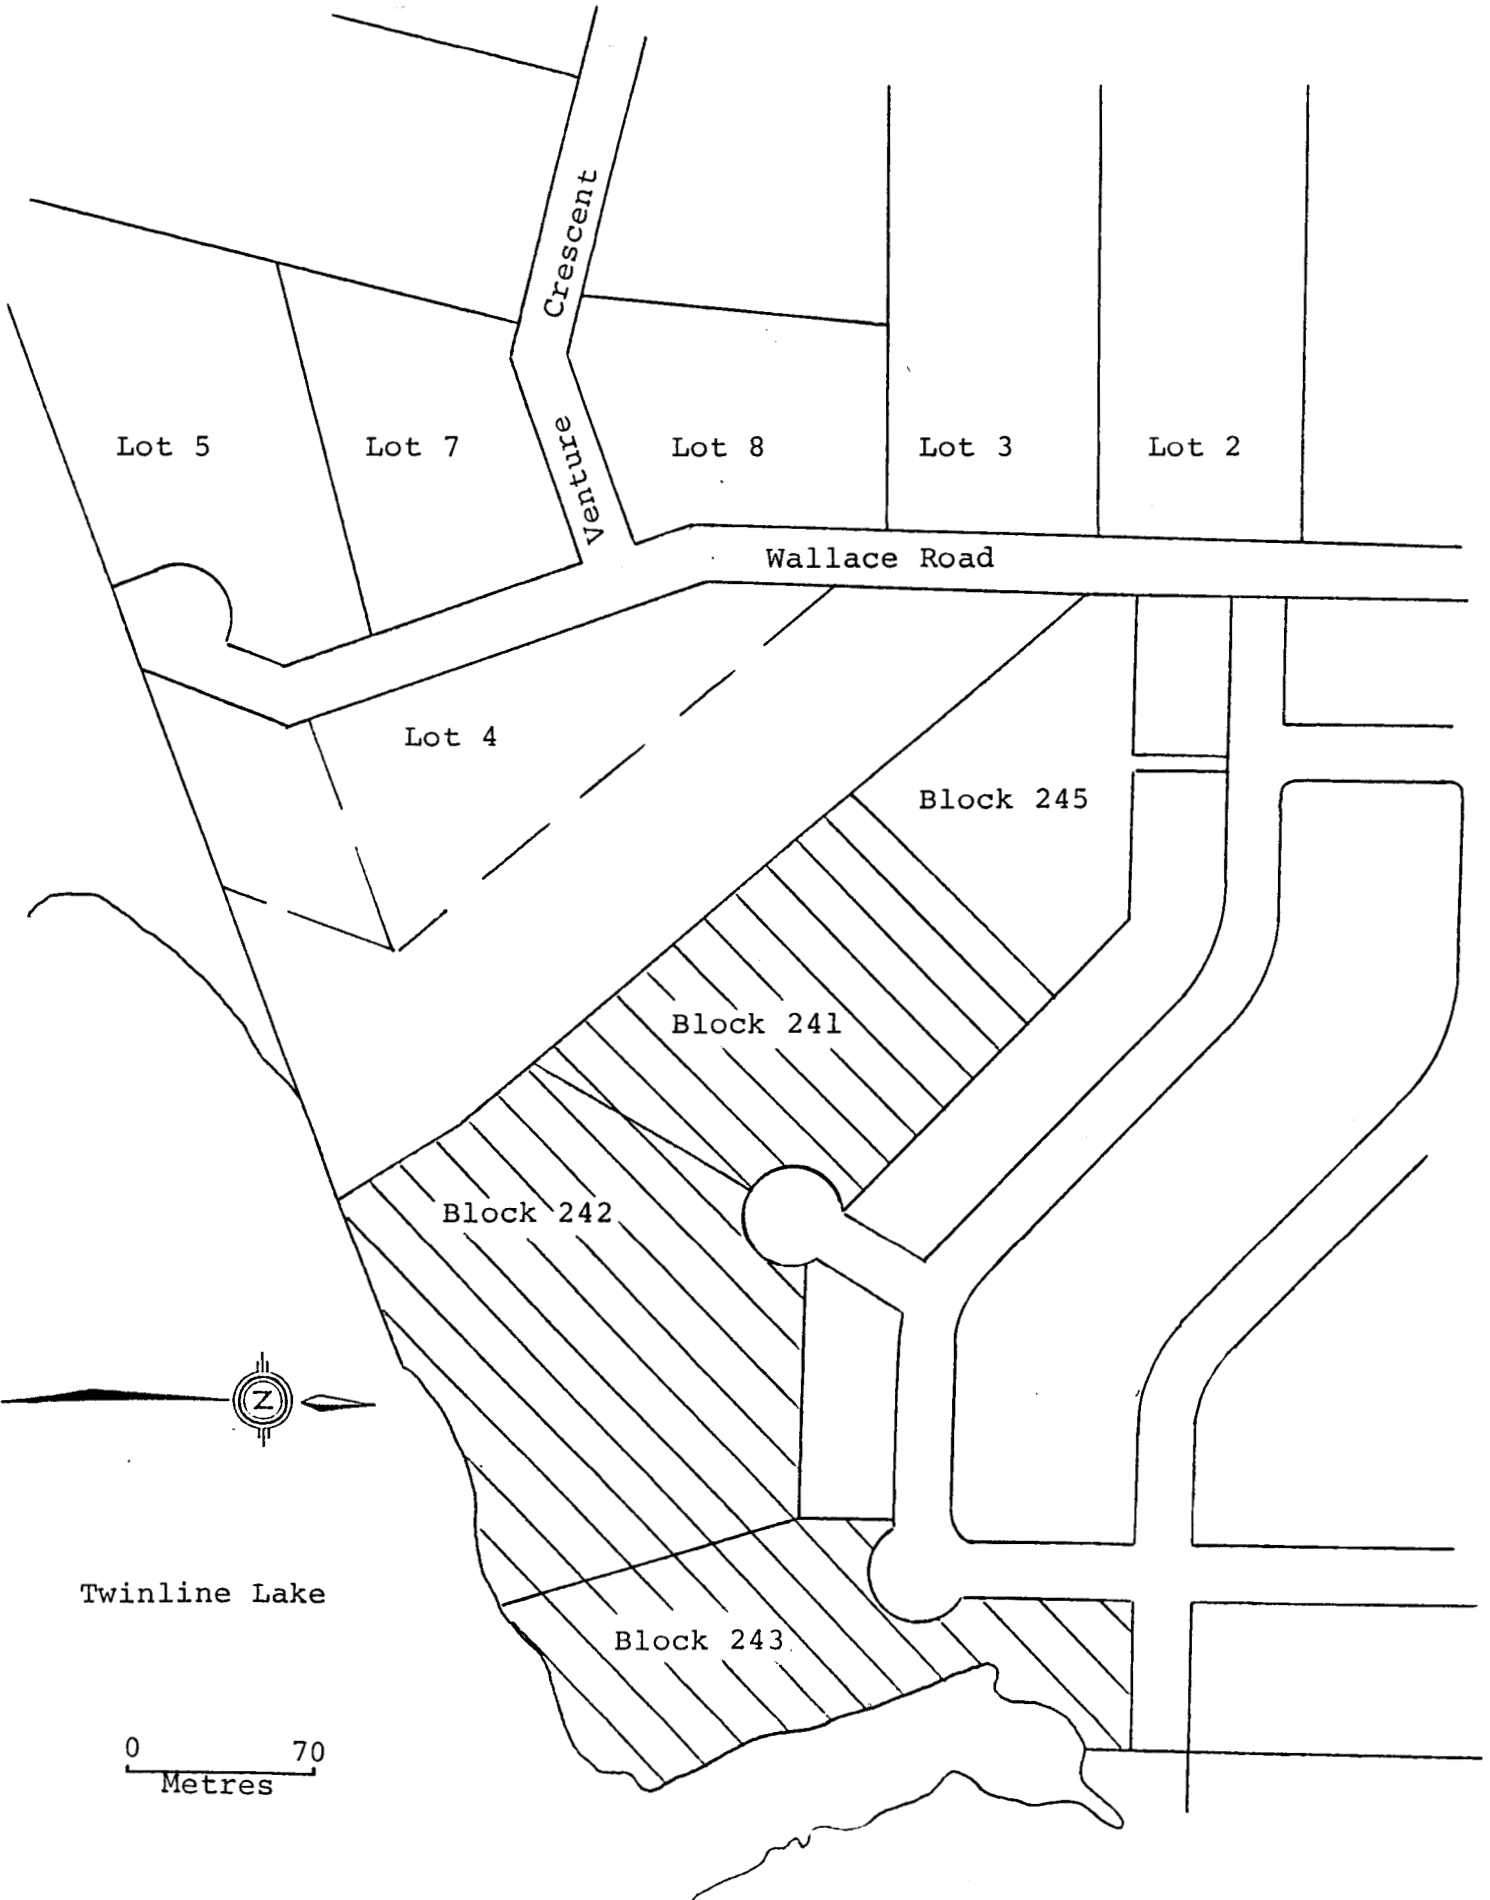 Crescent
Venture
Lot 5
Lot 7
Lot 8
Lot 3
Lot 2
Wallace Road
Lot 4
Block 245
Block 241
Block 242
Z
Twinline Lake
Block 243
0 70
Metres